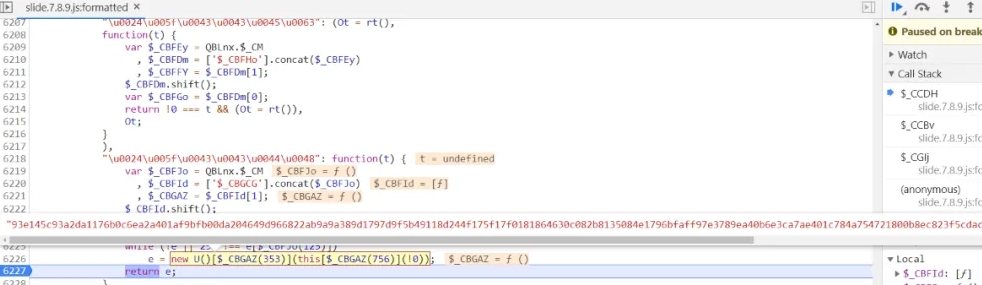 slide.7.8.9.js:formatted ×
6207 "\u0024\u005f\u0043\u0043\u0045\u0063": (Ot = rt(),
6208 function(t) {
6209 var $_CBFEy = QBLnx.$_CM
6210 , $_CBFDm = ['$_CBFHo'].concat($_CBFEy)
6211 , $_CBFFY = $_CBFDm[1];
6212 $_CBFDm.shift();
6213 var $_CBFGo = $_CBFDm[0];
6214 return !0 === t && (Ot = rt()),
6215 Ot;
6216 }
6217 ),
6218 "\u0024\u005f\u0043\u0043\u0044\u0048": function(t) { t = undefined
6219 var $_CBFJo = QBLnx.$_CM $_CBFJo = ƒ ()
6220 , $_CBFId = ['$_CBGCG'].concat($_CBFJo) $_CBFId = [ƒ]
6221 , $_CBGAZ = $_CBFId[1]; $_CBGAZ = ƒ ()
6222 $_CBFId.shift();
6226 e = new U()[$_CBGAZ(353)](this[$_CBGAZ(756)](!0)); $_CBGAZ = ƒ ()
6227 return e;
6228 }
Paused on break
Watch
Call Stack
$_CCDH
slide.7.8.9.js:fo
$_CCBv
slide.7.8.9.js:fo
$_CGIj
slide.7.8.9.js:fo
(anonymous)
slide.7.8.9.js:fo
Local
$_CBFId: [ƒ]